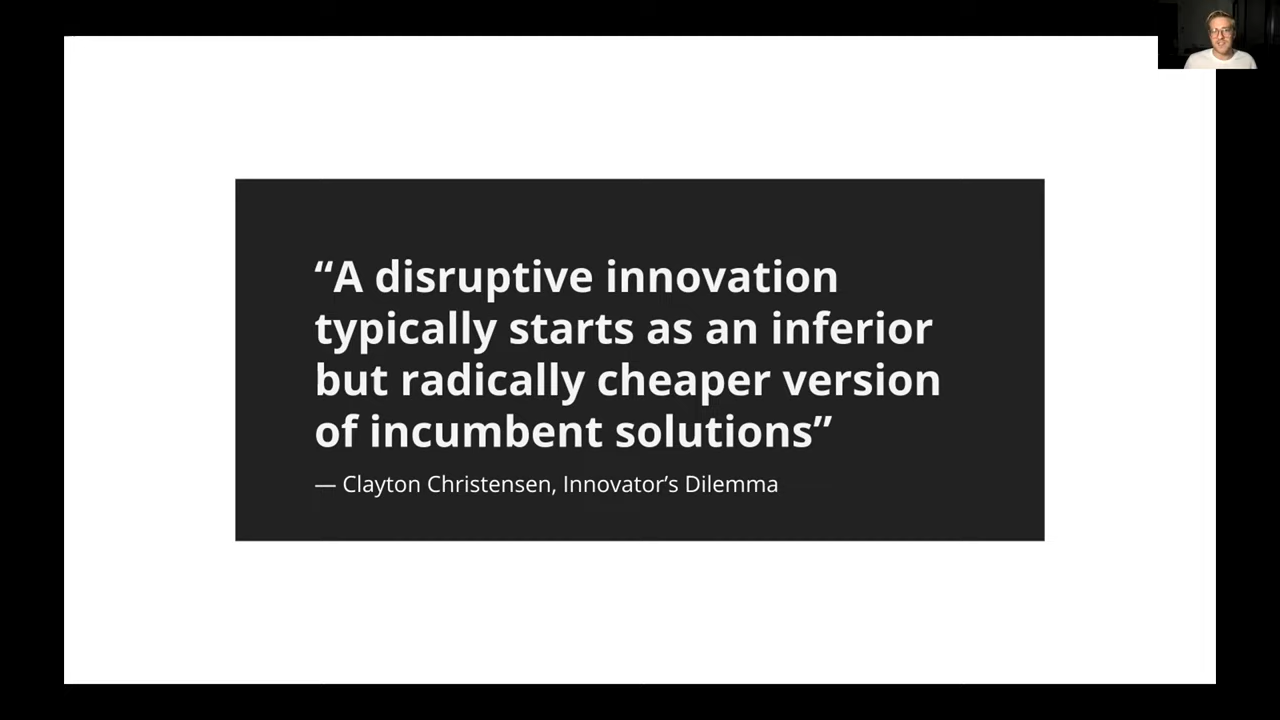 “A disruptive innovation
typically starts as an inferior
but radically cheaper version
of incumbent solutions”
— Clayton Christensen, Innovator’s Dilemma